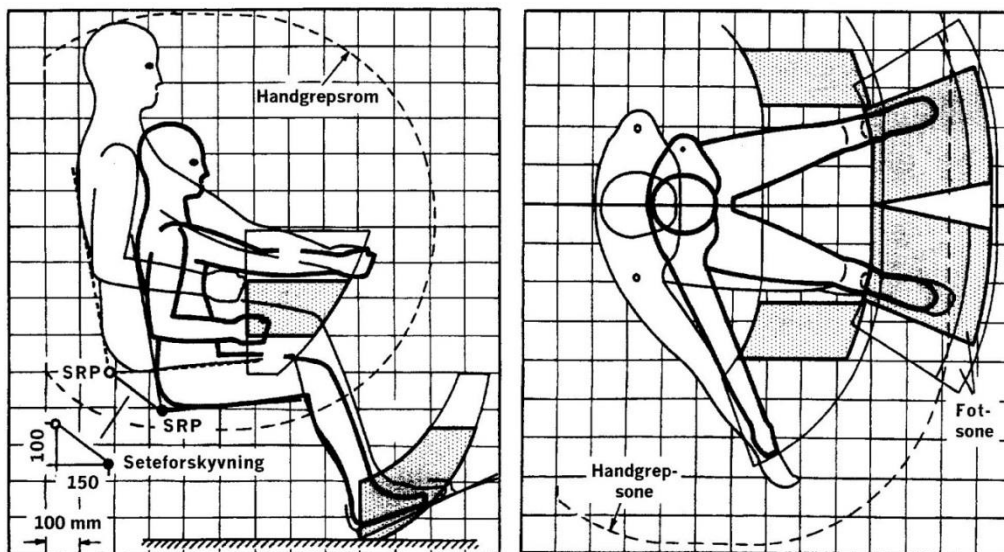 Handgrepsrom
SRP
SRP
100
Seteforskyvning
150
100 mm
Fot-
sone
Handgrep-
sone